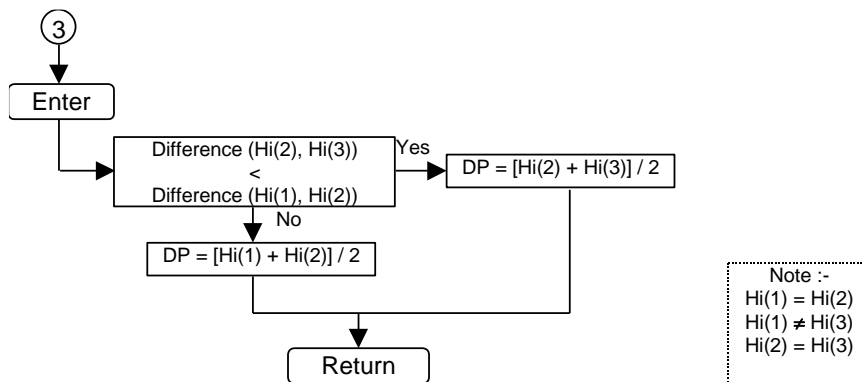 3
Enter
Difference (Hi(2), Hi(3))
<
Difference (Hi(1), Hi(2))
Yes
DP = [Hi(2) + Hi(3)] / 2
No
DP = [Hi(1) + Hi(2)] / 2
Return
Note :-
Hi(1) = Hi(2)
Hi(1) ≠ Hi(3)
Hi(2) = Hi(3)